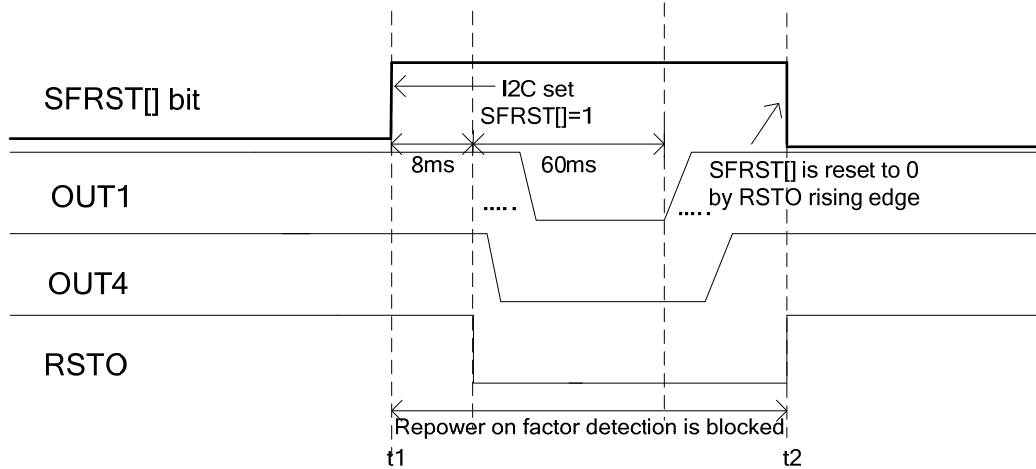 SFRST[] bit
I2C set
SFRST[]=1
8ms
60ms
SFRST[] is reset to 0
by RSTO rising edge
OUT1
.....
.....
OUT4
RSTO
Repower on factor detection is blocked
t1
t2